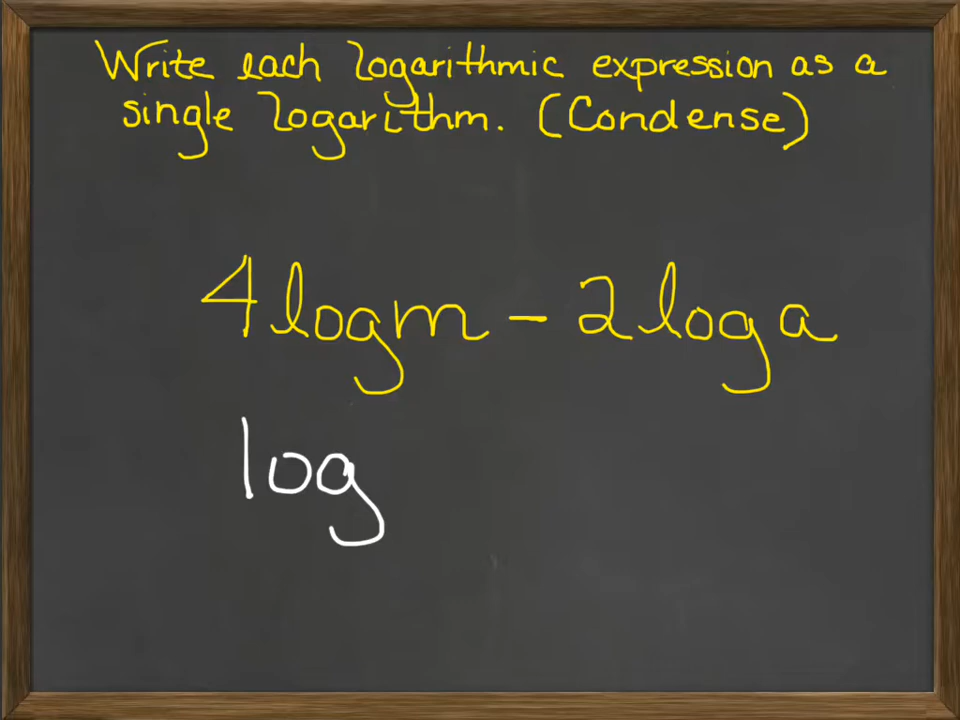 Write each logarithmic expression as a
single logarithm. (Condense)
4logm - 2loga
log